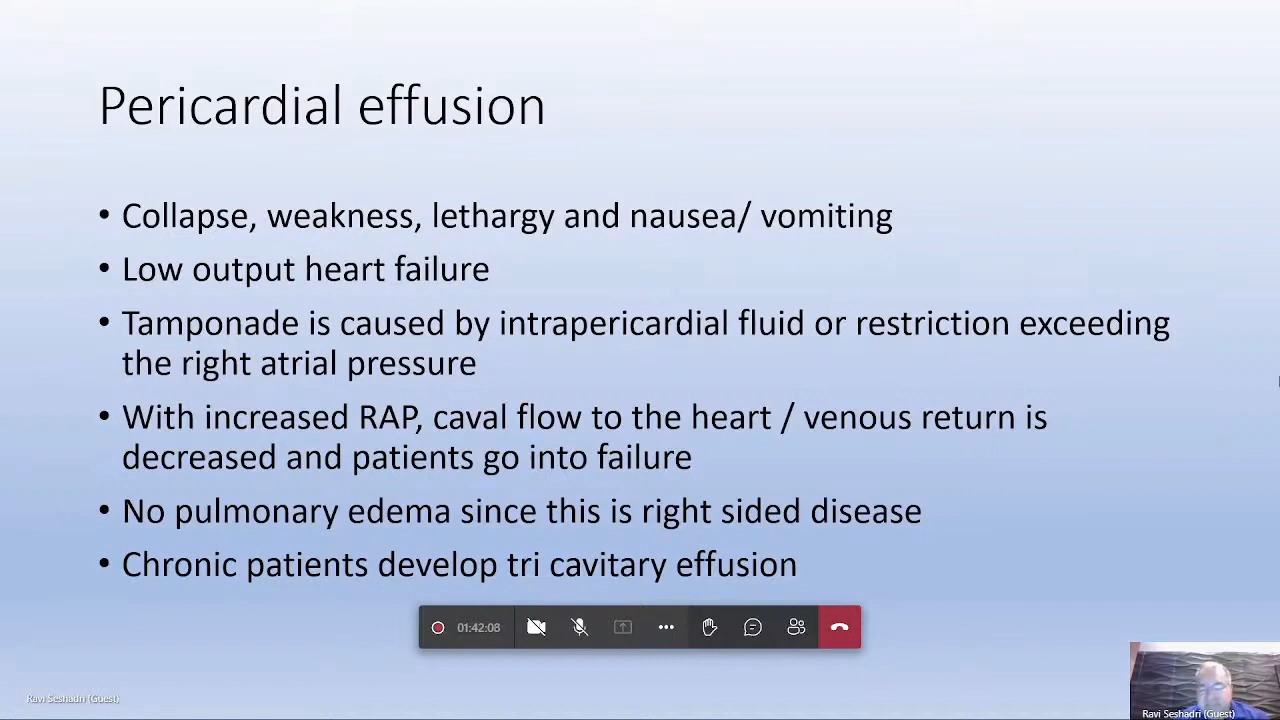 Pericardial effusion
• Collapse, weakness, lethargy and nausea/ vomiting
• Low output heart failure
• Tamponade is caused by intrapericardial fluid or restriction exceeding
the right atrial pressure
• With increased RAP, caval flow to the heart / venous return is
decreased and patients go into failure
• No pulmonary edema since this is right sided disease
• Chronic patients develop tri cavitary effusion
01:42:08
Ravi Seshadri (Guest)
Ravi Seshadri (Guest)